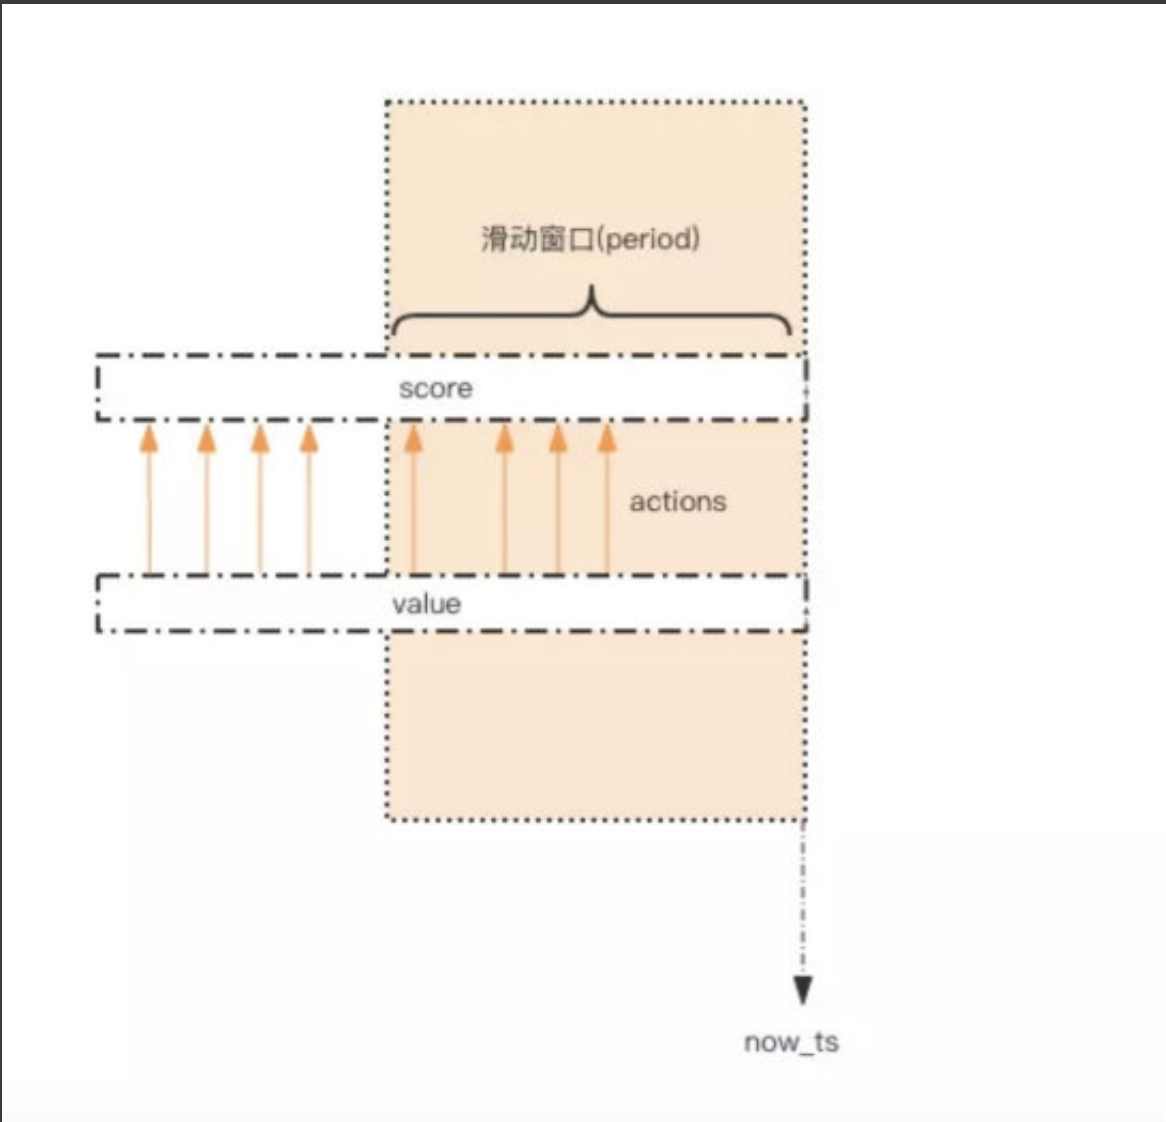 滑动窗口(period)
score
actions
value
now_ts